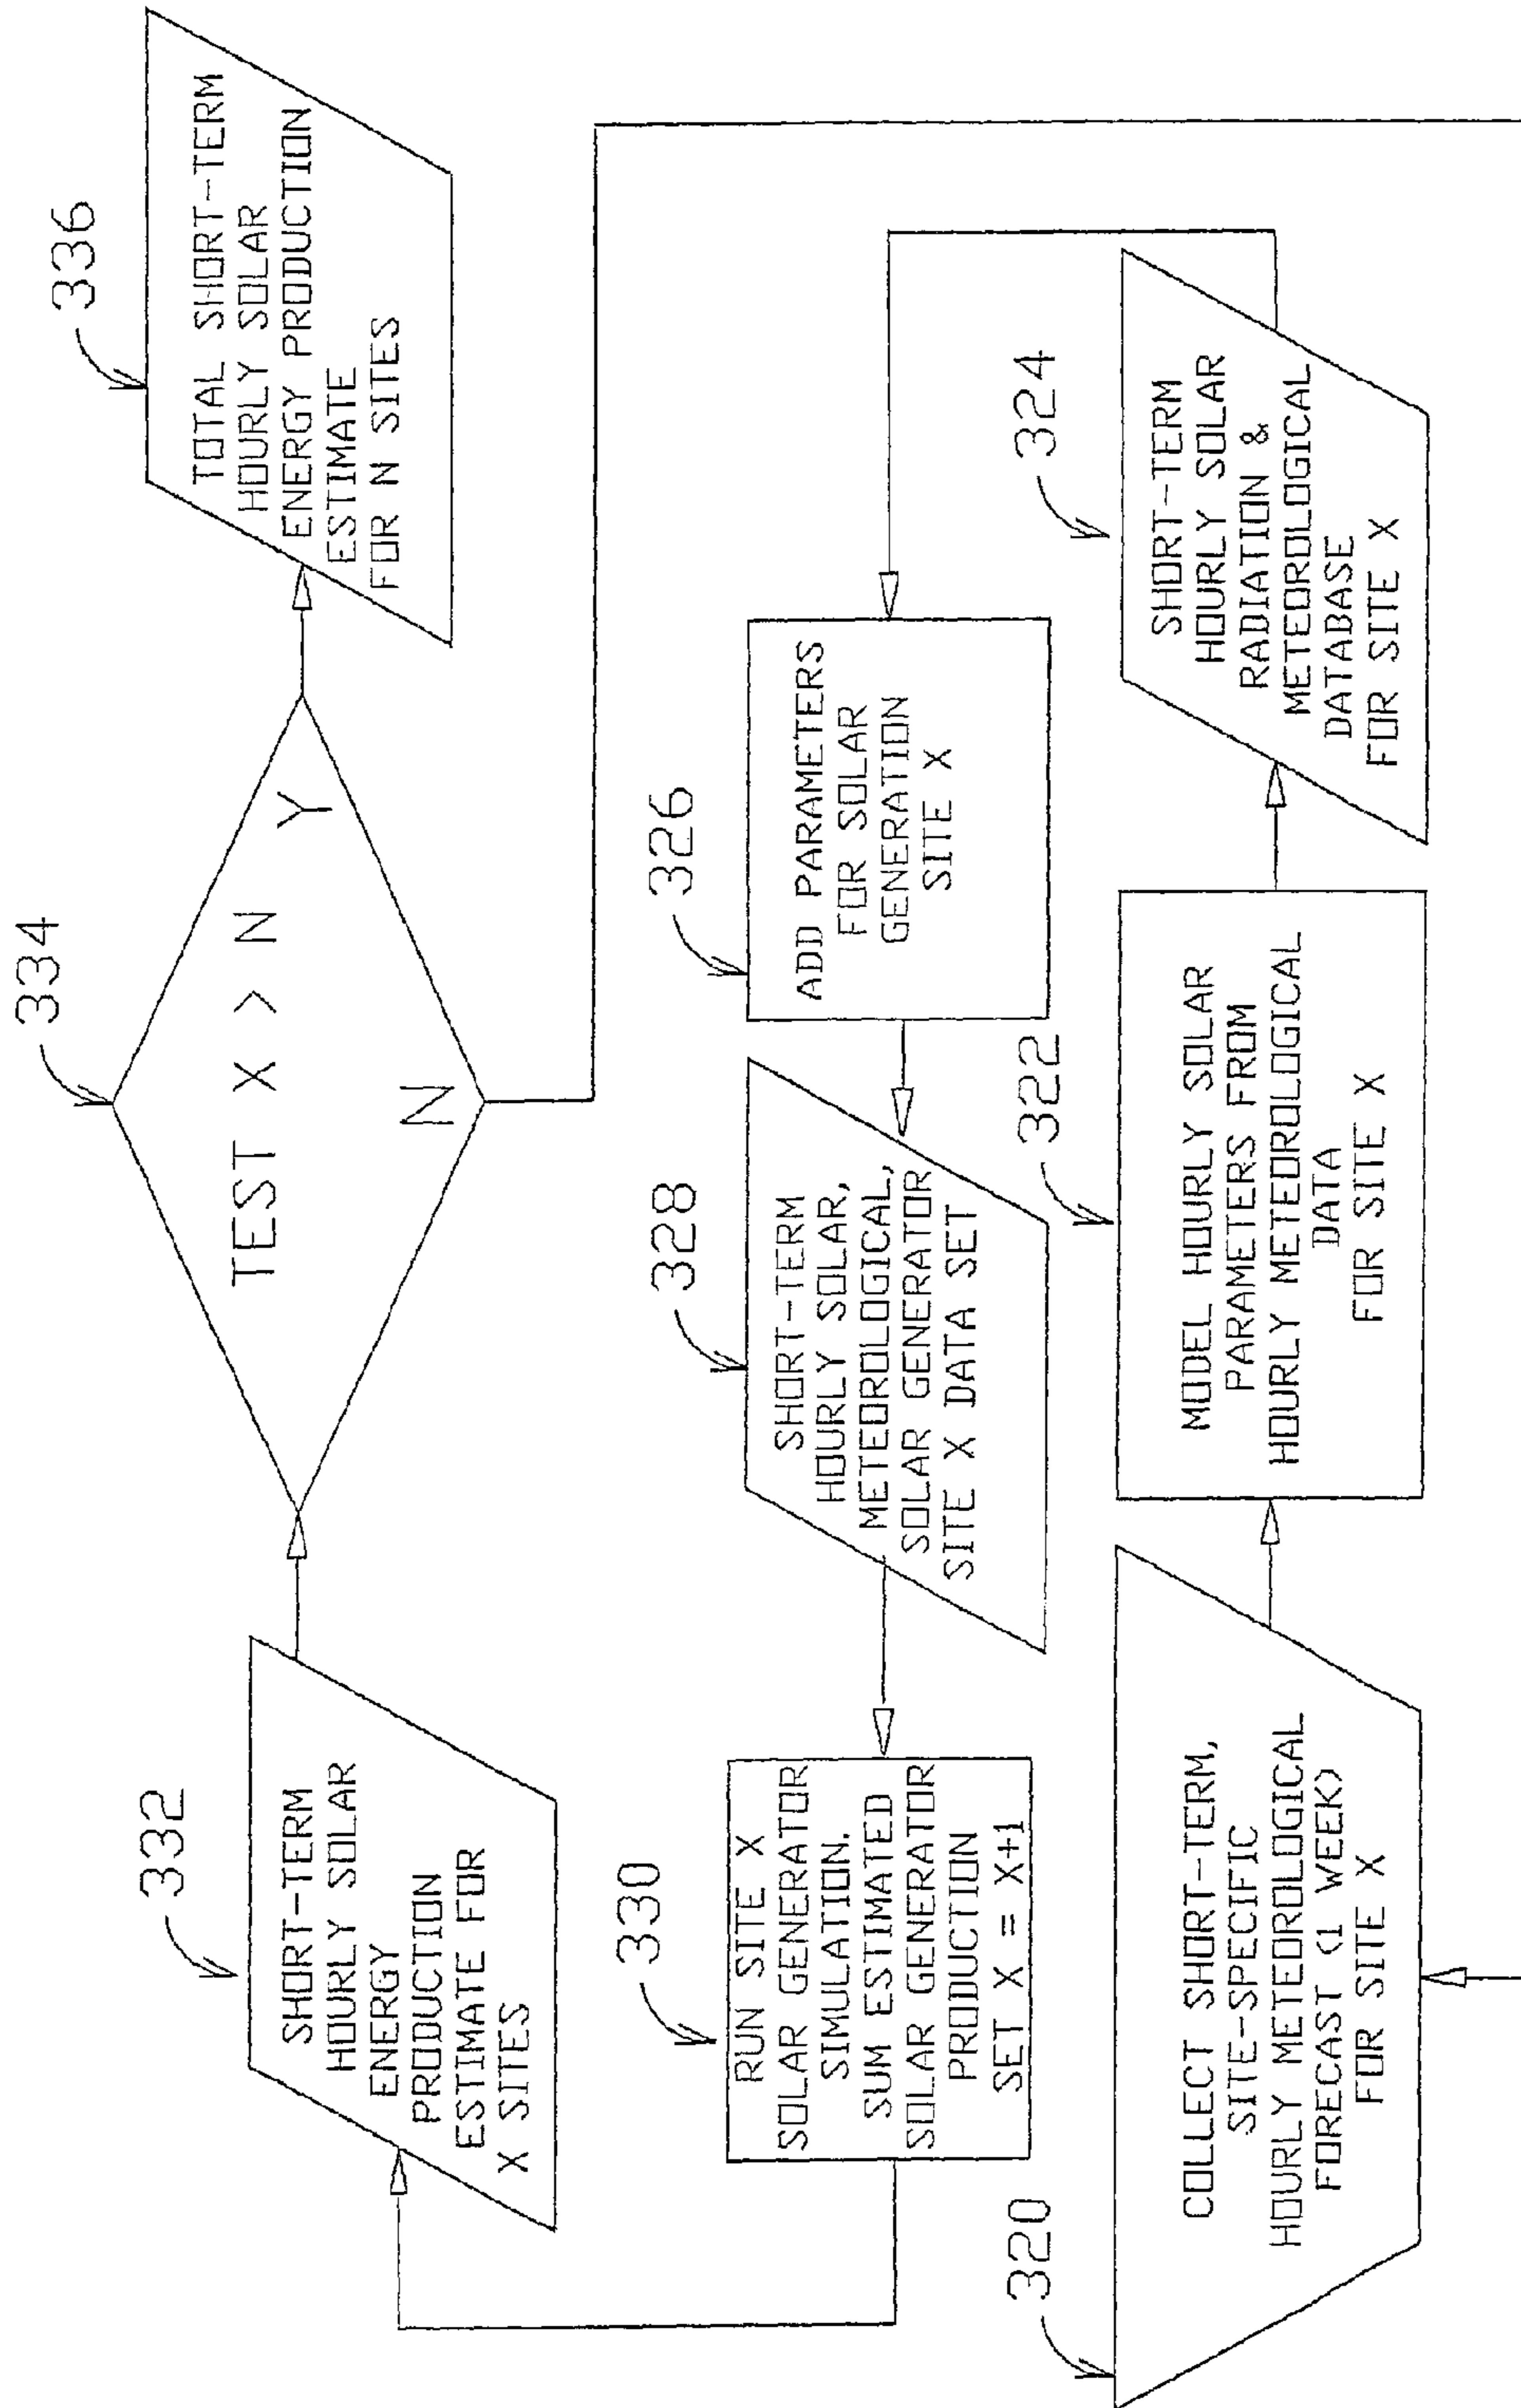 332
SHORT-TERM
HOURLY SOLAR
ENERGY
PRODUCTION
ESTIMATE FOR
X SITES
334
TEST X > N
Y
N
336
TOTAL SHORT-TERM
HOURLY SOLAR
ENERGY PRODUCTION
ESTIMATE
FOR N SITES
330
RUN SITE X
SOLAR GENERATOR
SIMULATION.
SUM ESTIMATED
SOLAR GENERATOR
PRODUCTION
SET X = X+1
328
SHORT-TERM
HOURLY SOLAR,
METEOROLOGICAL,
SOLAR GENERATOR
SITE X DATA SET
326
ADD PARAMETERS
FOR SOLAR
GENERATION
SITE X
320
COLLECT SHORT-TERM,
SITE-SPECIFIC
HOURLY METEOROLOGICAL
FORECAST (1 WEEK)
FOR SITE X
322
MODEL HOURLY SOLAR
PARAMETERS FROM
HOURLY METEOROLOGICAL
DATA
FOR SITE X
324
SHORT-TERM
HOURLY SOLAR
RADIATION &
METEOROLOGICAL
DATABASE
FOR SITE X